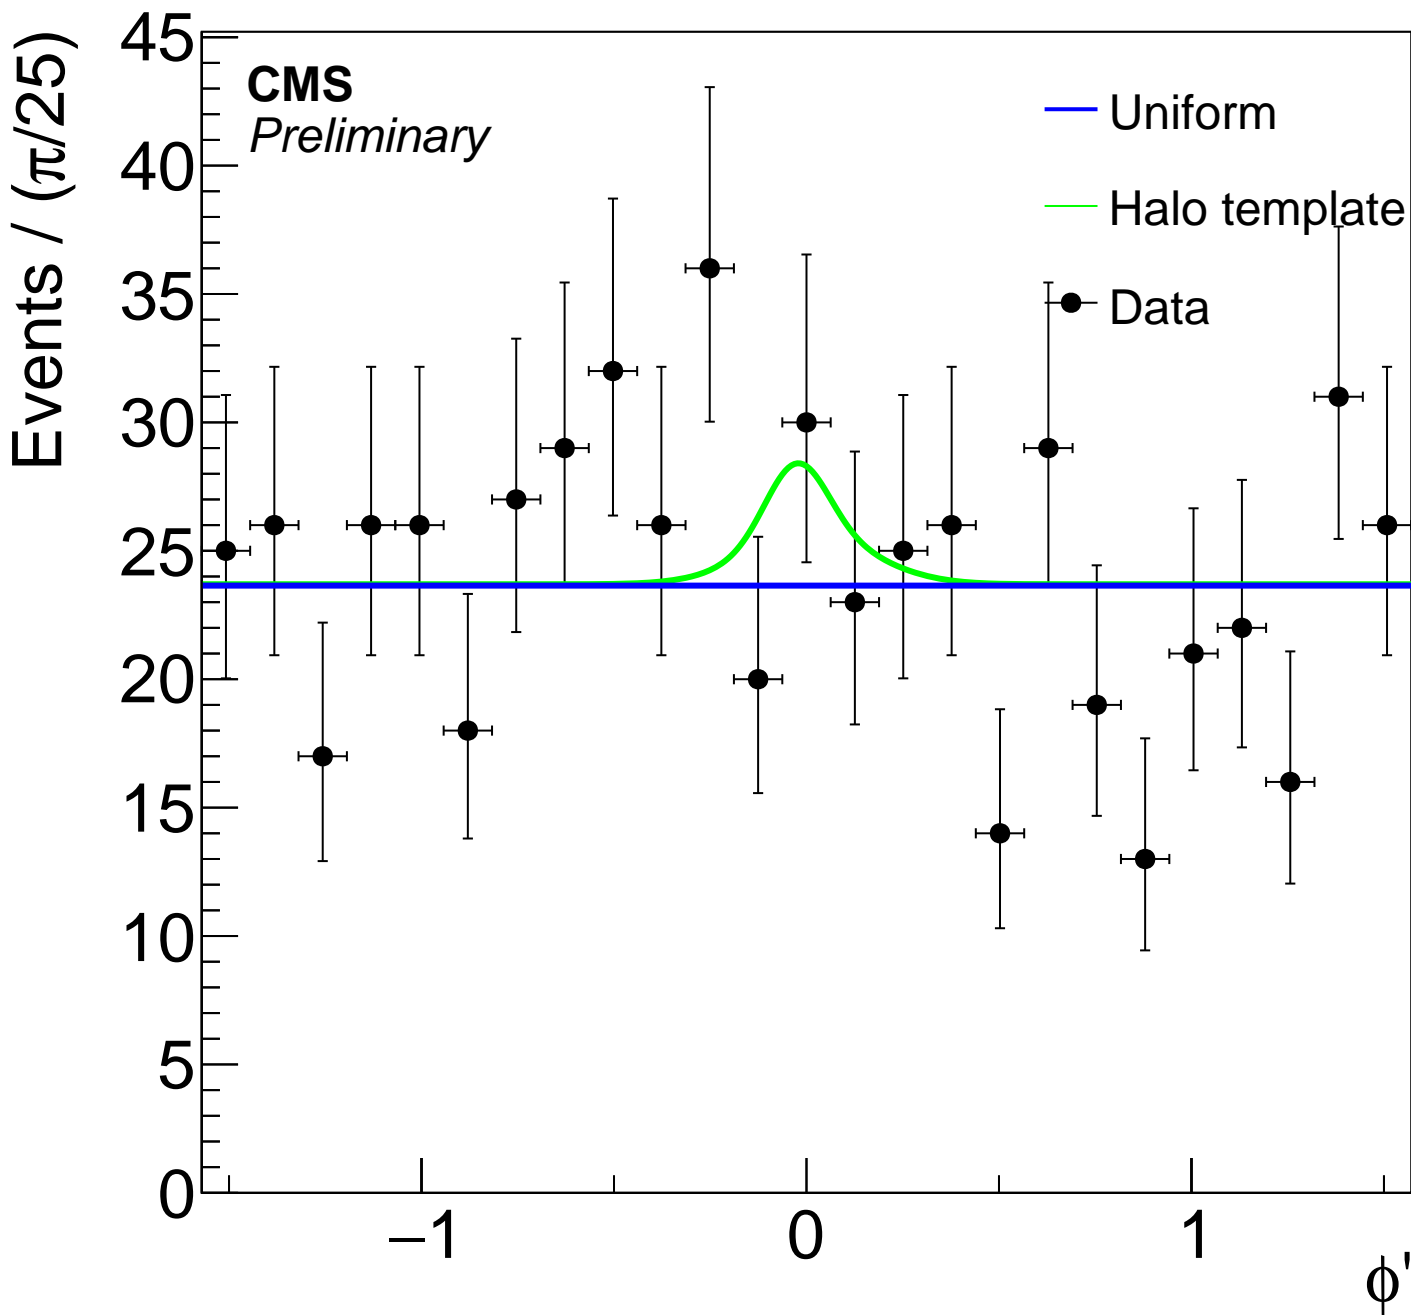 CMS
Preliminary
Uniform
Halo template
Data
Events / (π/25)
45
40
35
30
25
20
15
10
5
0
−1 0 1
ϕ'